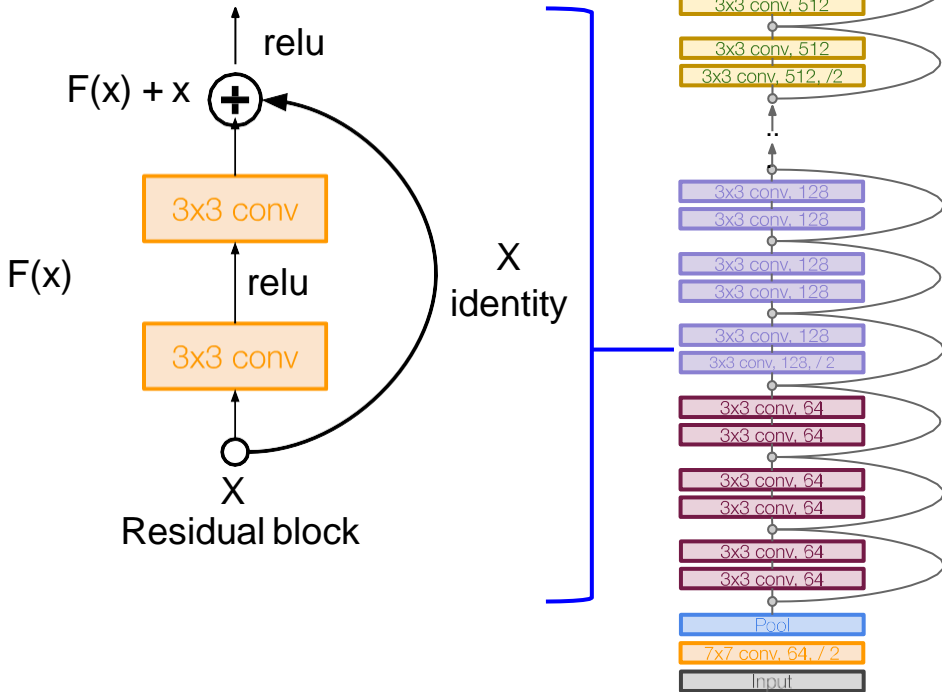 relu
F(x) + x
3x3 conv
F(x)
relu
X
identity
3x3 conv
X
Residual block
3x3 conv, 512
3x3 conv, 512
3x3 conv, 512, /2
..
.
3x3 conv, 128
3x3 conv, 128
3x3 conv, 128
3x3 conv, 128
3x3 conv, 128
3x3 conv, 128, / 2
3x3 conv, 64
3x3 conv, 64
3x3 conv, 64
3x3 conv, 64
3x3 conv, 64
3x3 conv, 64
Pool
7x7 conv, 64, / 2
Input